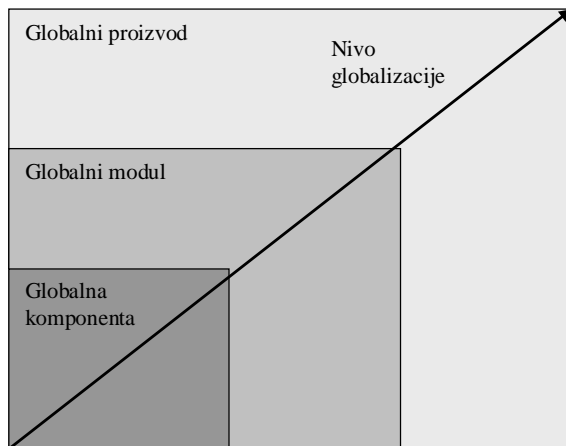 Globalni proizvod
Nivo
globalizacije
Globalni modul
Globalna
komponenta